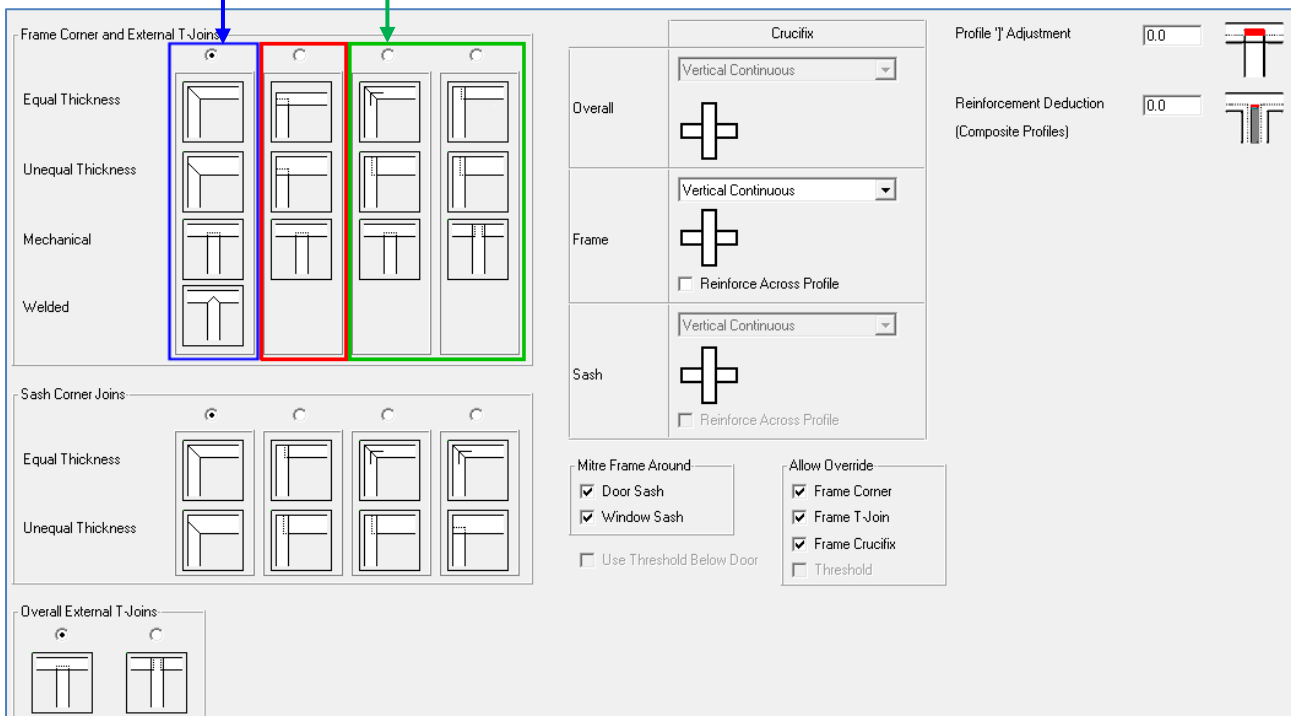 Frame Corner and External T-Joins
Equal Thickness
Unequal Thickness
Mechanical
Welded
Sash Corner Joins
Equal Thickness
Unequal Thickness
Overall External T-Joins
Crucifix
Overall
Vertical Continuous
Frame
Vertical Continuous
Reinforce Across Profile
Sash
Vertical Continuous
Reinforce Across Profile
Mitre Frame Around
Door Sash
Window Sash
Use Threshold Below Door
Allow Override
Frame Corner
Frame T-Join
Frame Crucifix
Threshold
Profile 'J' Adjustment
0.0
Reinforcement Deduction
0.0
(Composite Profiles)